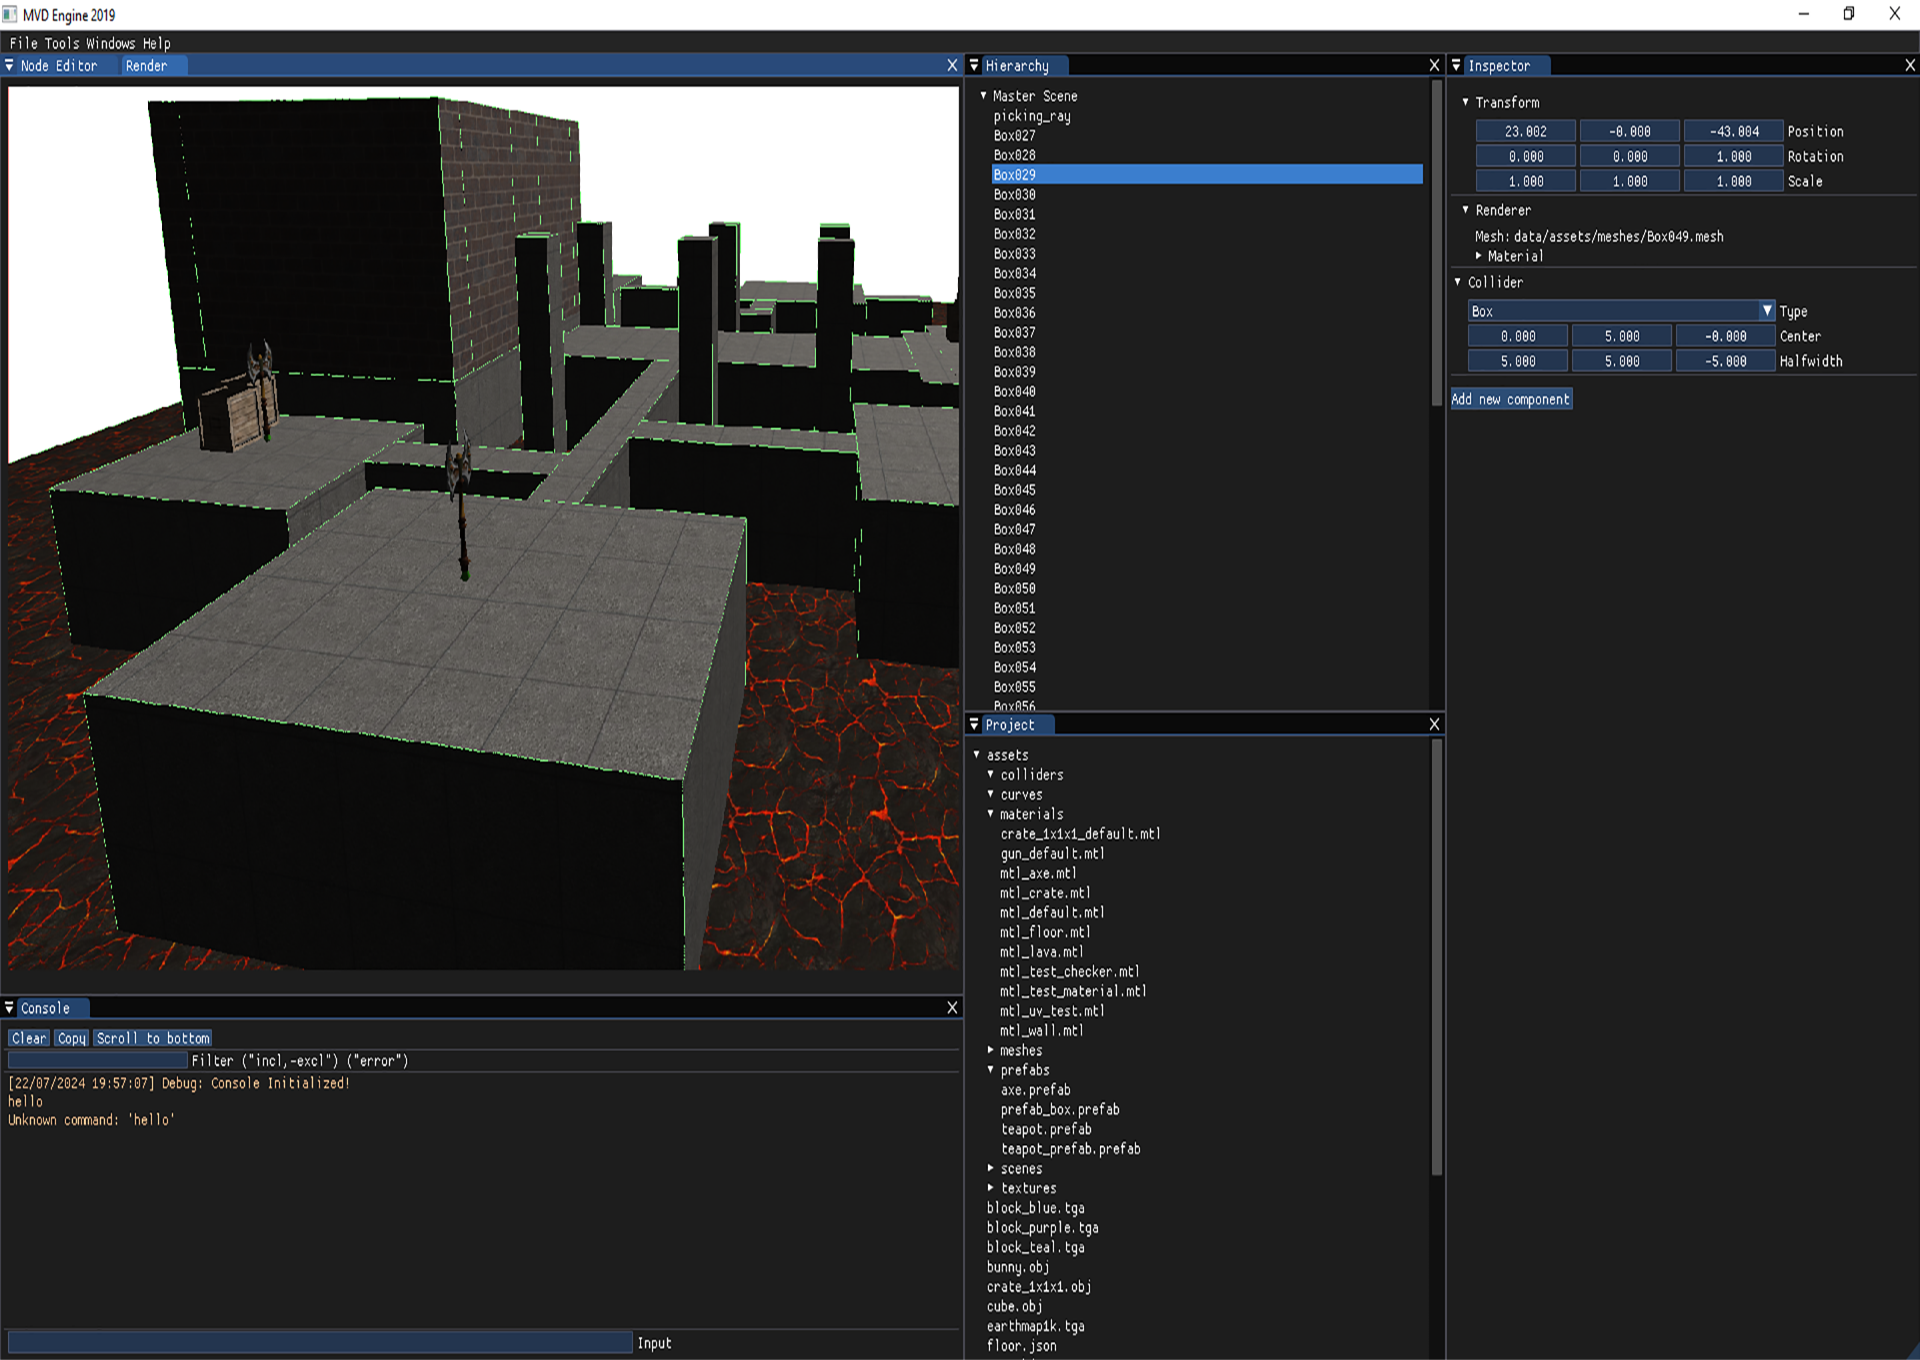 MVD Engine 2019
File Tools Windows Help
Node Editor Render
Hierarchy
Master Scene
picking_ray
Box027
Box028
Box029
Box030
Box031
Box032
Box033
Box034
Box035
Box036
Box037
Box038
Box039
Box040
Box041
Box042
Box043
Box044
Box045
Box046
Box047
Box048
Box049
Box050
Box051
Box052
Box053
Box054
Box055
Box056
Inspector
Transform
23.002 -0.000 -43.004 Position
0.000 0.000 1.000 Rotation
1.000 1.000 1.000 Scale
Renderer
Mesh: data/assets/meshes/Box049.mesh
Material
Collider
Box Type
0.000 5.000 -0.000 Center
5.000 5.000 -5.000 Halfwidth
Add new component
Project
assets
colliders
curves
materials
crate_1x1x1_default.mtl
gun_default.mtl
mtl_axe.mtl
mtl_crate.mtl
mtl_default.mtl
mtl_floor.mtl
mtl_lava.mtl
mtl_test_checker.mtl
mtl_test_material.mtl
mtl_uv_test.mtl
mtl_wall.mtl
meshes
prefabs
axe.prefab
prefab_box.prefab
teapot.prefab
teapot_prefab.prefab
scenes
textures
block_blue.tga
block_purple.tga
block_teal.tga
bunny.obj
crate_1x1x1.obj
cube.obj
earthmap1k.tga
floor.json
Console
Clear Copy Scroll to bottom
Filter ("incl,-excl") ("error")
[22/07/2024 19:57:07] Debug: Console Initialized!
hello
Unknown command: 'hello'
Input